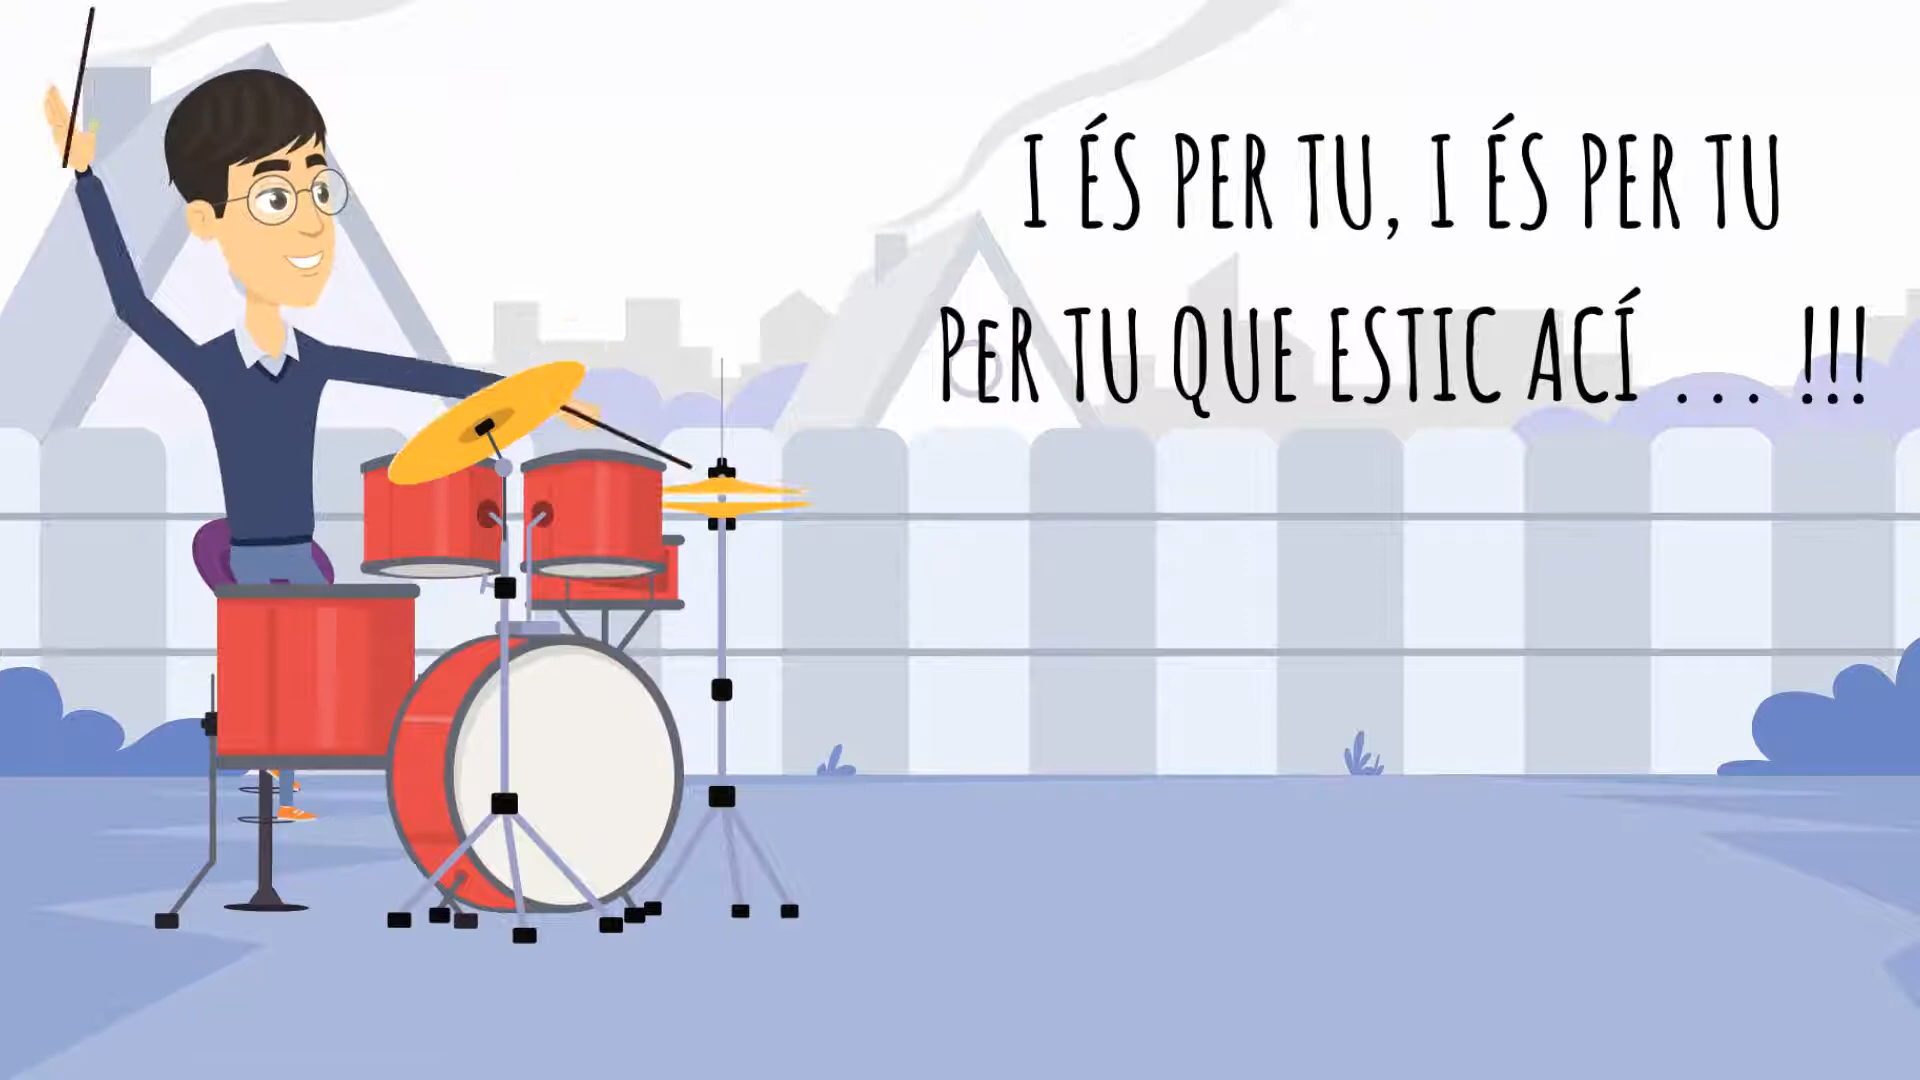 I ÉS PER TU, I ÉS PER TU
PeR TU QUE ESTIC ACÍ . . . !!!